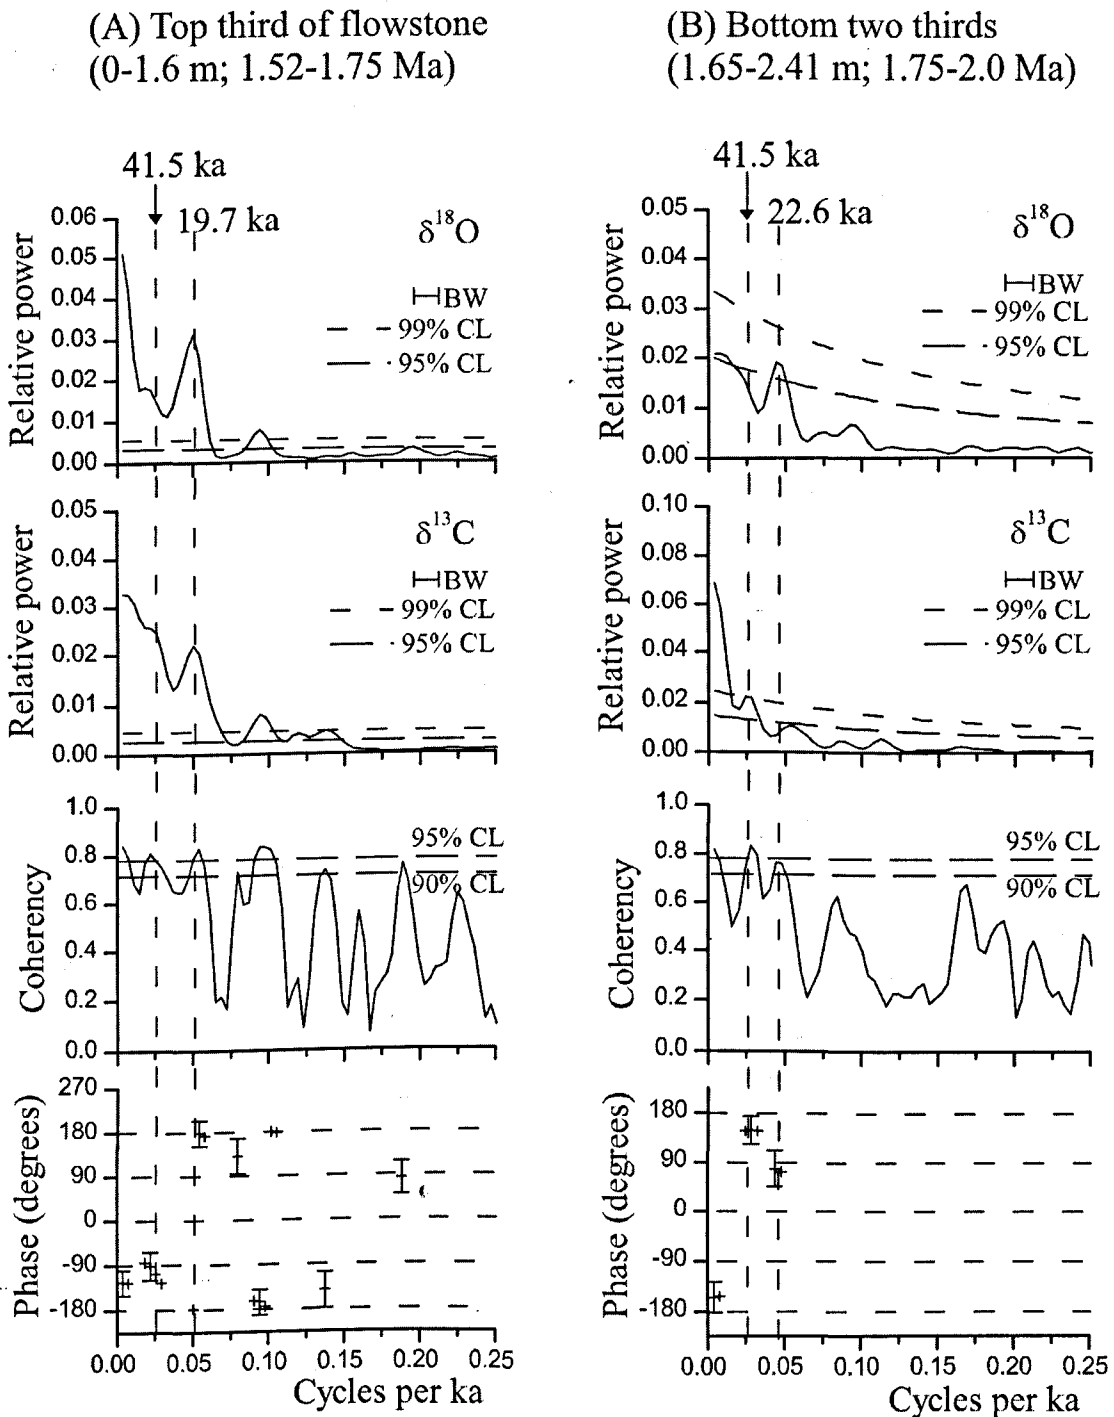 (A) Top third of flowstone
(0-1.6 m; 1.52-1.75 Ma)
41.5 ka
19.7 ka
0.06
0.05
0.04
0.03
0.02
0.01
0.00
Relative power
δ18O
BW
99% CL
95% CL
0.05
0.04
0.03
0.02
0.01
0.00
Relative power
δ13C
BW
99% CL
95% CL
1.0
0.8
0.6
0.4
0.2
0.0
Coherency
95% CL
90% CL
270
180
90
0
-90
-180
Phase (degrees)
0.00 0.05 0.10 0.15 0.20 0.25
Cycles per ka
(B) Bottom two thirds
(1.65-2.41 m; 1.75-2.0 Ma)
41.5 ka
22.6 ka
0.05
0.04
0.03
0.02
0.01
0.00
Relative power
δ18O
BW
99% CL
95% CL
0.10
0.08
0.06
0.04
0.02
0.00
Relative power
δ13C
BW
99% CL
95% CL
1.0
0.8
0.6
0.4
0.2
0.0
Coherency
95% CL
90% CL
180
90
0
-90
-180
Phase (degrees)
0.00 0.05 0.10 0.15 0.20 0.25
Cycles per ka